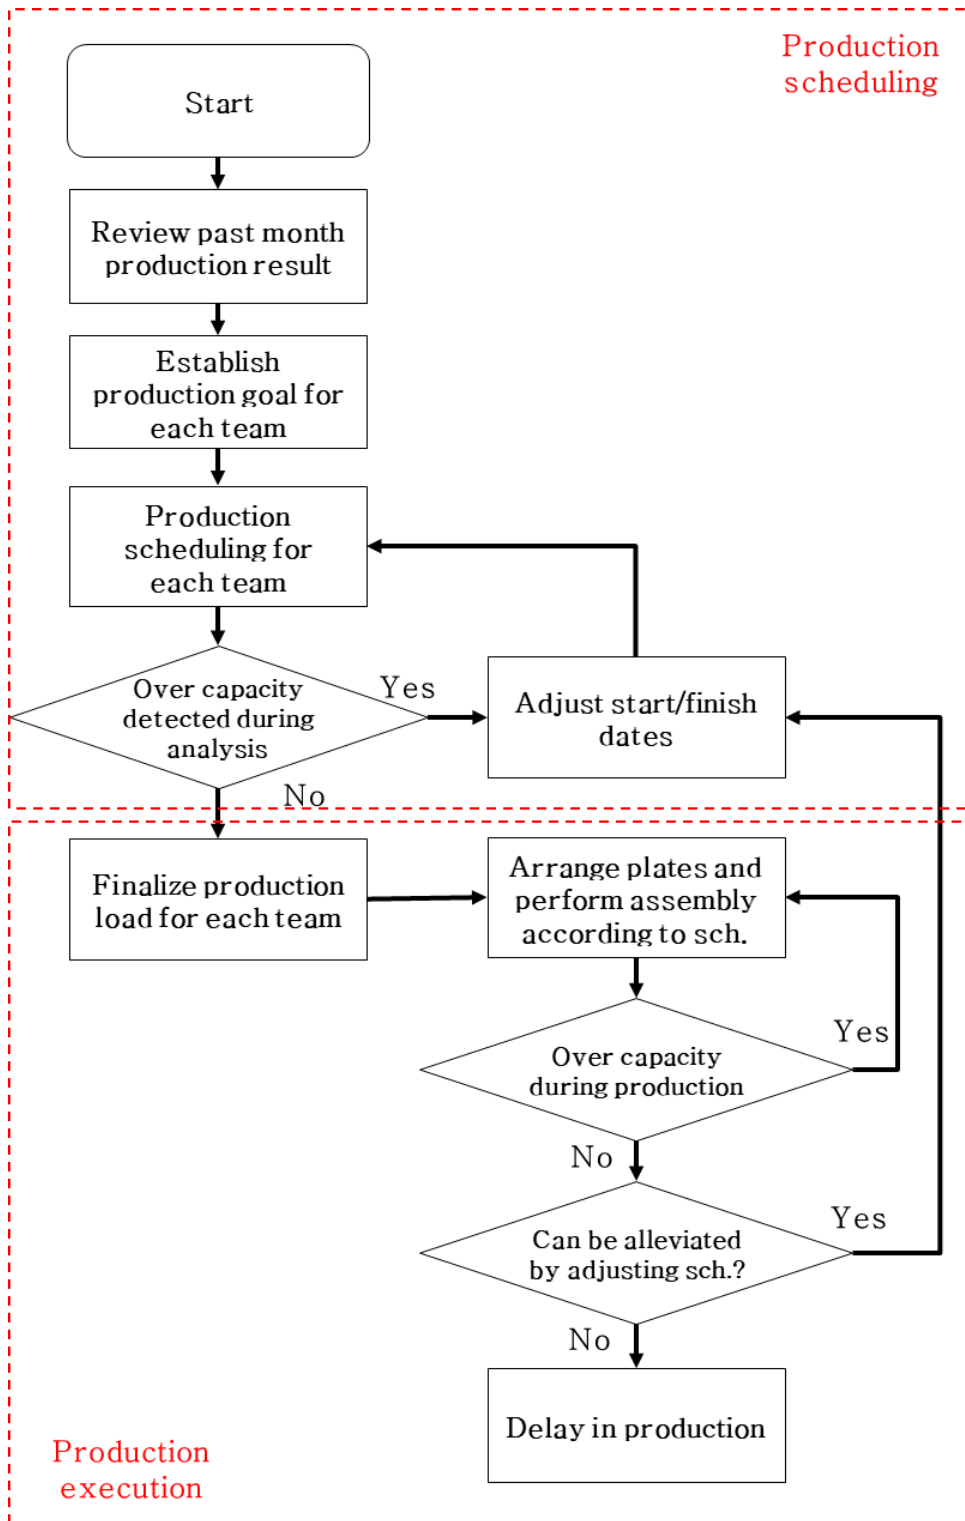 Production
scheduling
Start
Review past month
production result
Establish
production goal for
each team
Production
scheduling for
each team
Over capacity
detected during
analysis
Yes
Adjust start/finish
dates
No
Finalize production
load for each team
Arrange plates and
perform assembly
according to sch.
Over capacity
during production
Yes
No
Can be alleviated
by adjusting sch.?
Yes
No
Delay in production
Production
execution